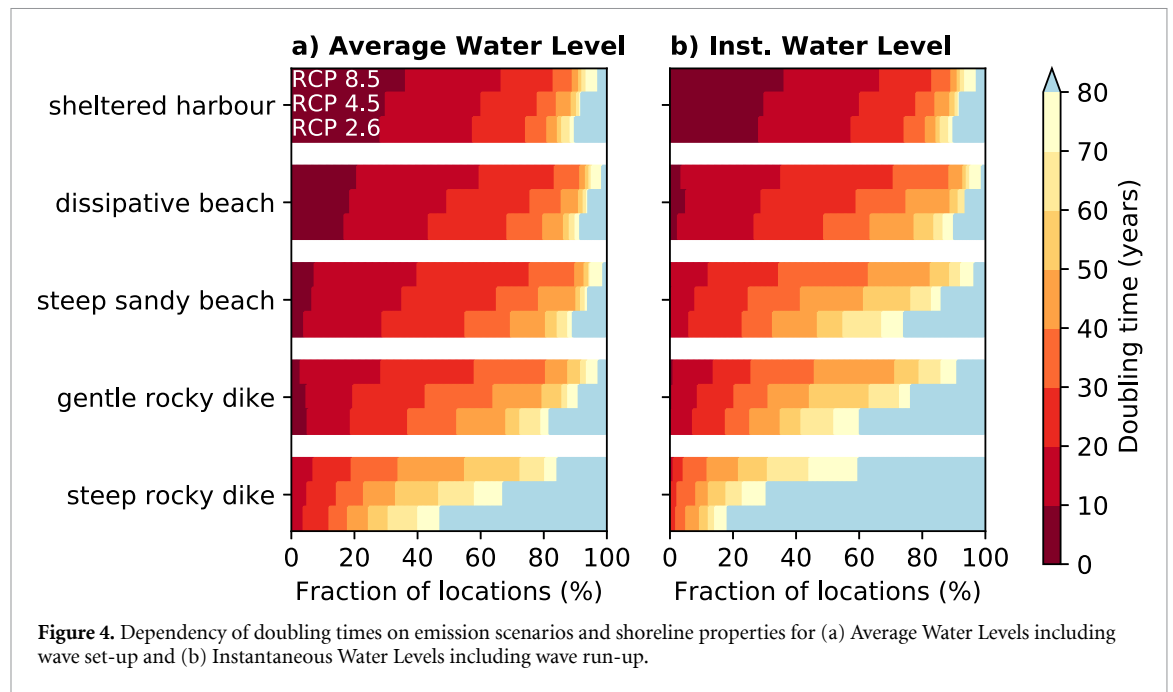 a) Average Water Level
b) Inst. Water Level
sheltered harbour
RCP 8.5
RCP 4.5
RCP 2.6
dissipative beach
steep sandy beach
gentle rocky dike
steep rocky dike
0 20 40 60 80 100
Fraction of locations (%)
0 20 40 60 80 100
Fraction of locations (%)
80
70
60
50
40
30
20
10
0
Doubling time (years)
Figure 4. Dependency of doubling times on emission scenarios and shoreline properties for (a) Average Water Levels including
wave set-up and (b) Instantaneous Water Levels including wave run-up.